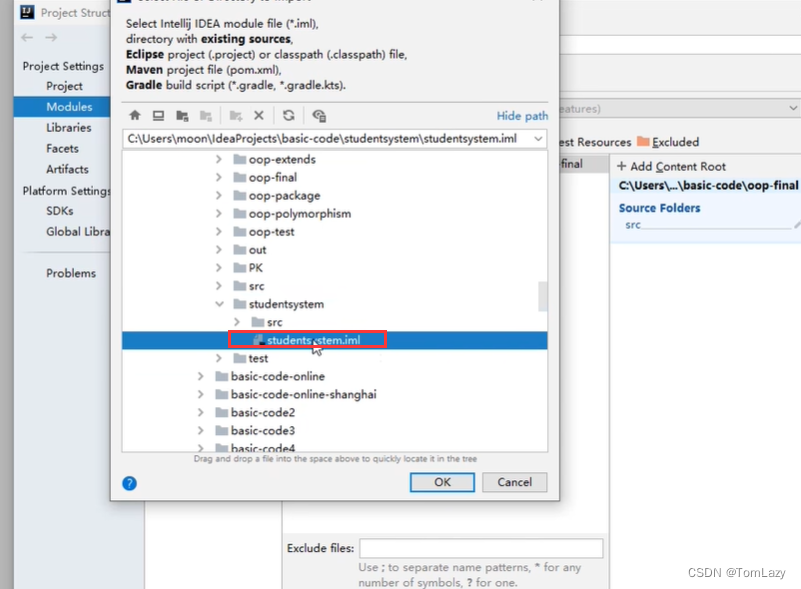 Project Struct
Select Intellij IDEA module file (*.iml),
directory with existing sources,
Eclipse project (.project) or classpath (.classpath) file,
Maven project file (pom.xml),
Gradle build script (*.gradle, *.gradle.kts).
Hide path
C:\Users\moon\IdeaProjects\basic-code\studentsystem\studentsystem.iml
oop-extends
oop-final
oop-package
oop-polymorphism
oop-test
out
PK
src
studentsystem
src
studentsystem.iml
test
basic-code-online
basic-code-online-shanghai
basic-code2
basic-code3
basic-code4
Drag and drop a file into the space above to quickly locate it in the tree
?
OK
Cancel
Project Settings
Project
Modules
Libraries
Facets
Artifacts
Platform Settings
SDKs
Global Libra
Problems
eatures)
est Resources
Excluded
final
+ Add Content Root
C:\Users\...\basic-code\oop-final
Source Folders
src
Exclude files:
Use ; to separate name patterns, * for any
number of symbols, ? for one.
CSDN @TomLazy